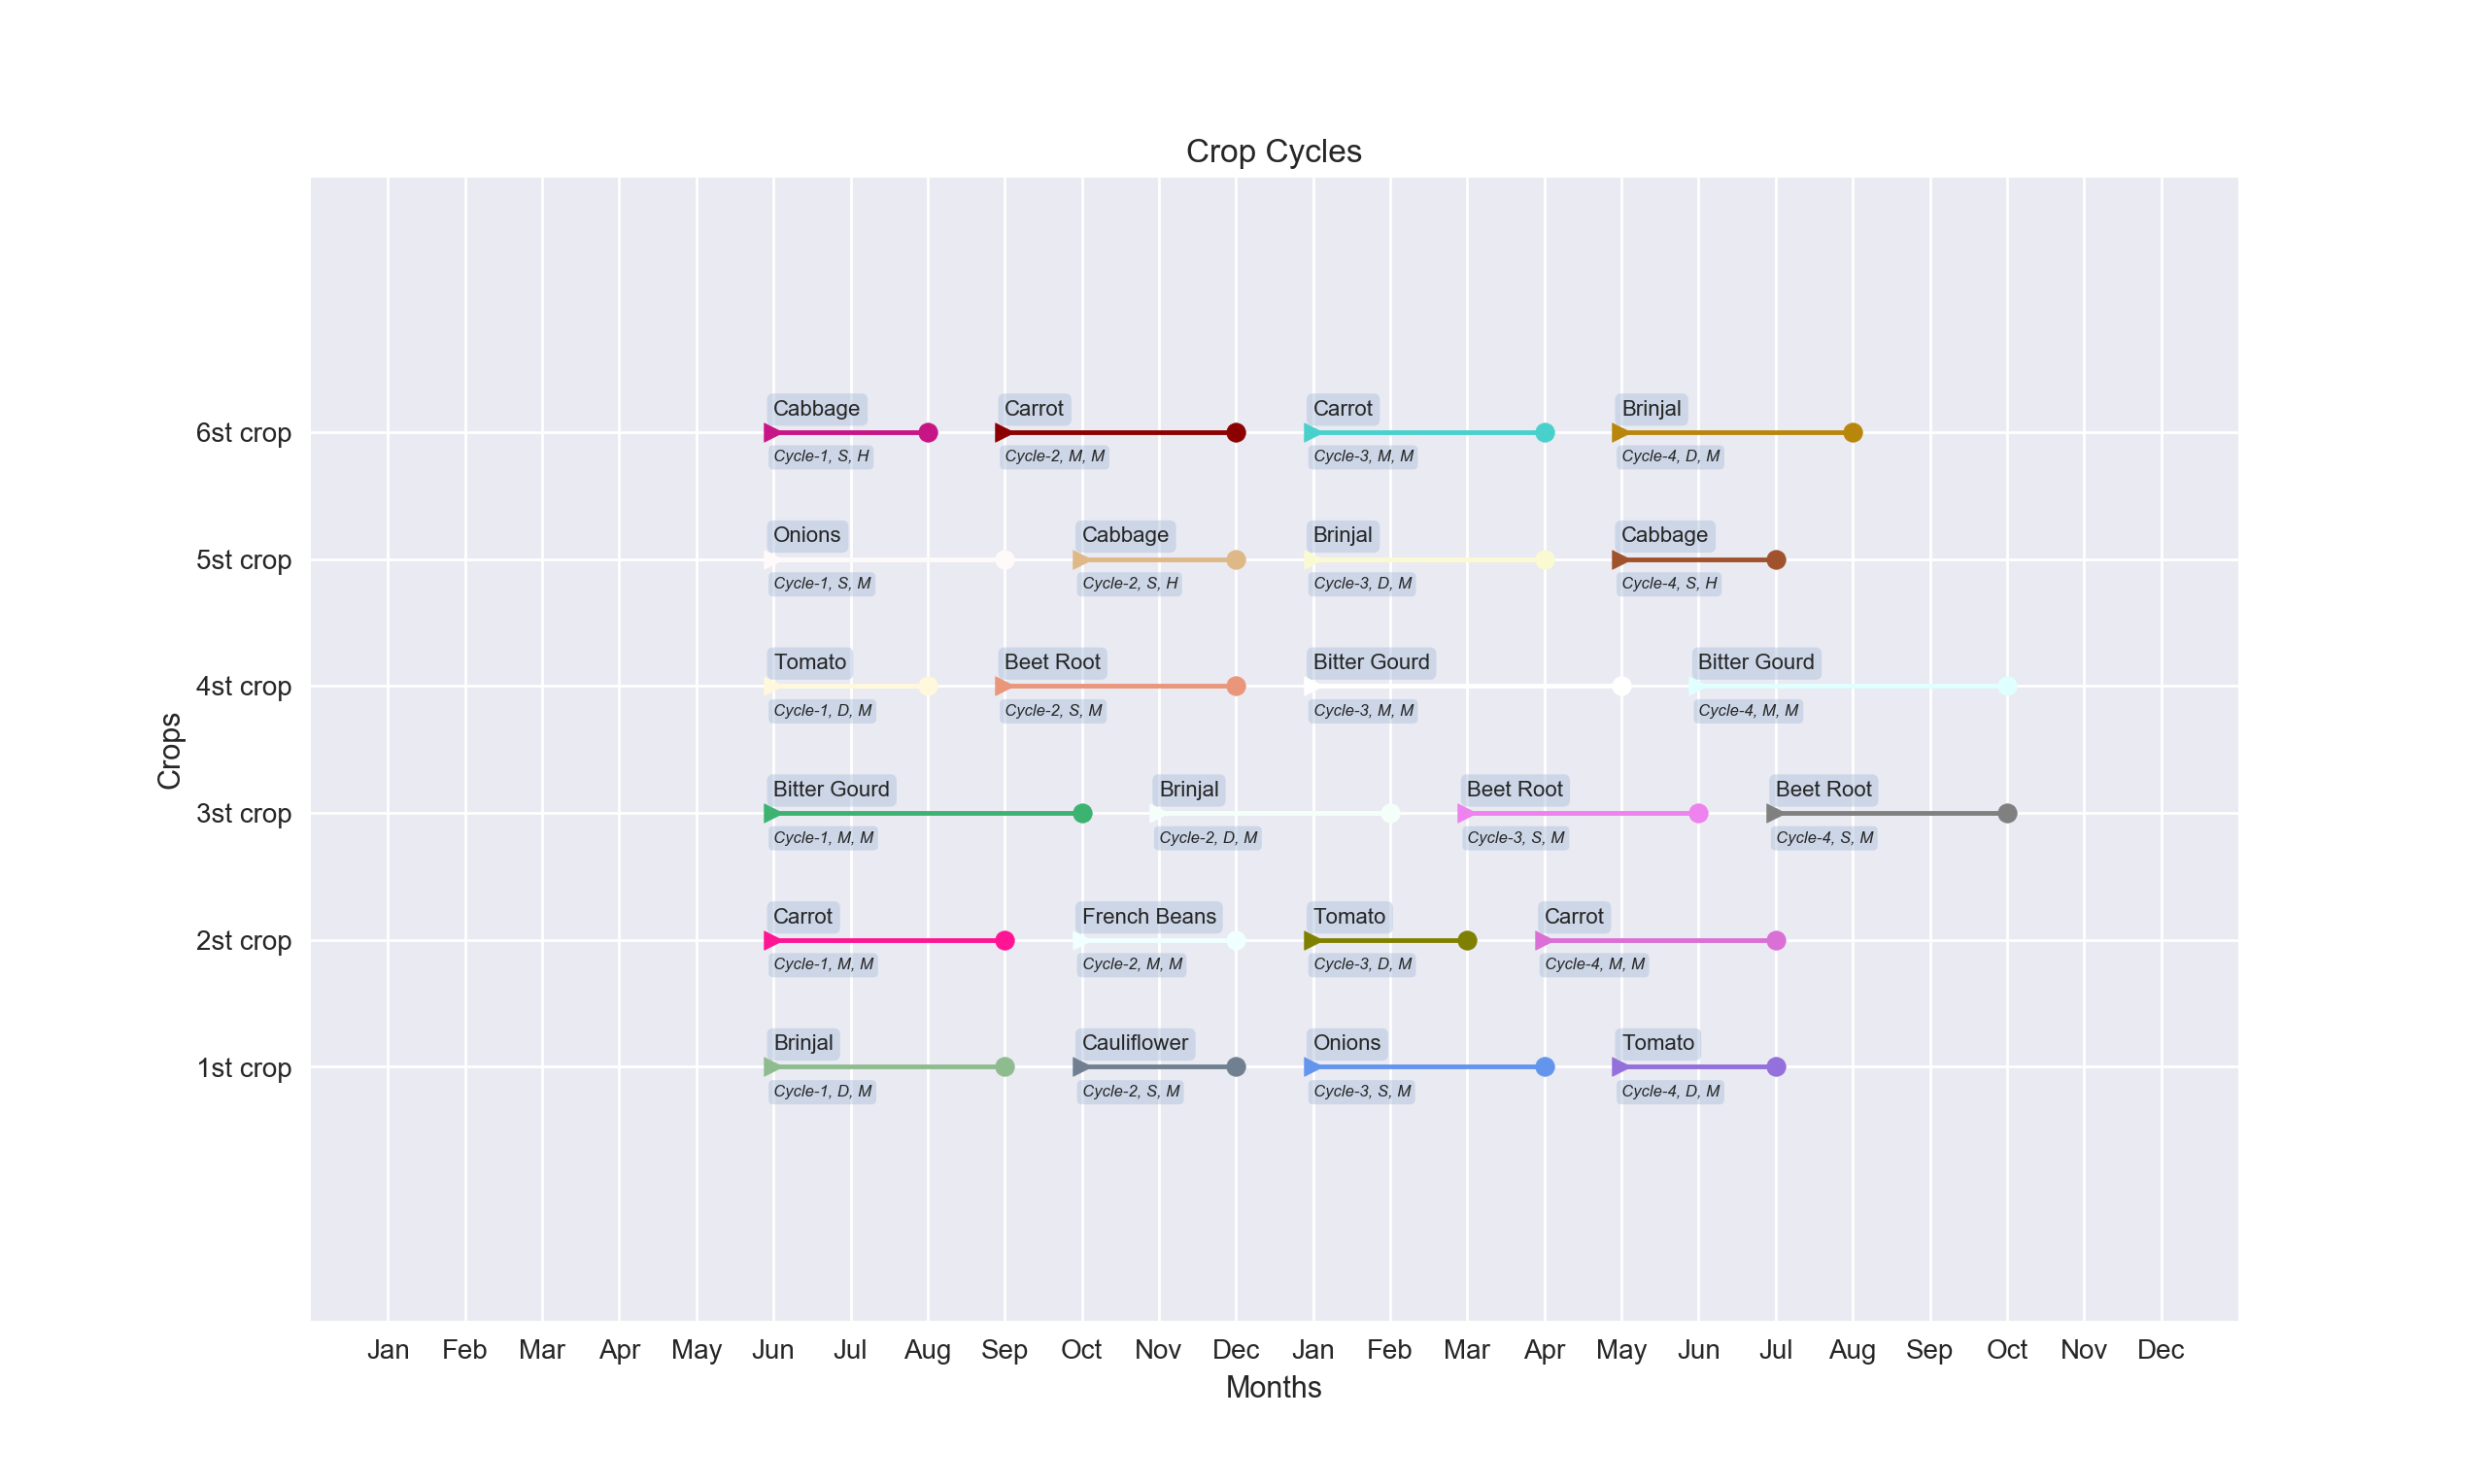 Crop Cycles
6st crop
Cabbage Carrot Carrot Brinjal
Cycle-1, S, H Cycle-2, M, M Cycle-3, M, M Cycle-4, D, M
5st crop
Onions Cabbage Brinjal Cabbage
Cycle-1, S, M Cycle-2, S, H Cycle-3, D, M Cycle-4, S, H
4st crop
Tomato Beet Root Bitter Gourd Bitter Gourd
Cycle-1, D, M Cycle-2, S, M Cycle-3, M, M Cycle-4, M, M
Crops
3st crop
Bitter Gourd Brinjal Beet Root Beet Root
Cycle-1, M, M Cycle-2, D, M Cycle-3, S, M Cycle-4, S, M
2st crop
Carrot French Beans Tomato Carrot
Cycle-1, M, M Cycle-2, M, M Cycle-3, D, M Cycle-4, M, M
1st crop
Brinjal Cauliflower Onions Tomato
Cycle-1, D, M Cycle-2, S, M Cycle-3, S, M Cycle-4, D, M
Jan Feb Mar Apr May Jun Jul Aug Sep Oct Nov Dec Jan Feb Mar Apr May Jun Jul Aug Sep Oct Nov Dec
Months